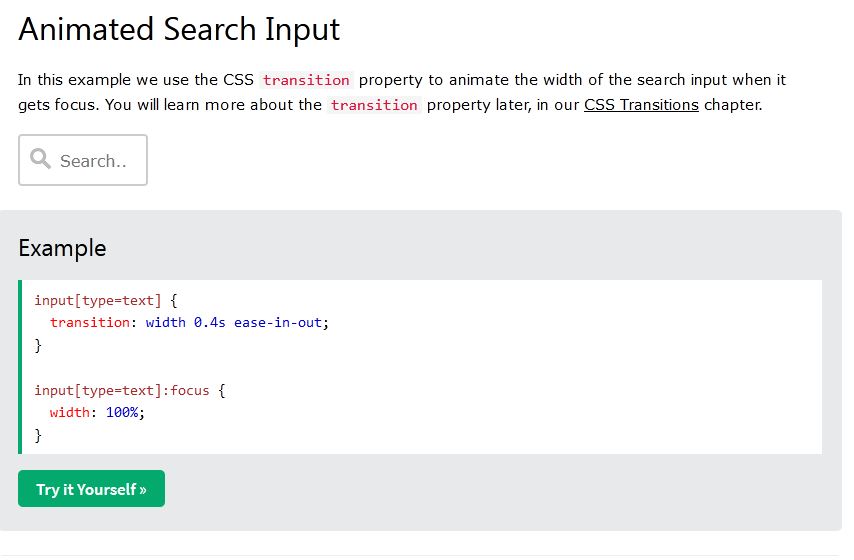 Animated Search Input
In this example we use the CSS transition property to animate the width of the search input when it
gets focus. You will learn more about the transition property later, in our CSS Transitions chapter.
Search..
Example
input[type=text] {
  transition: width 0.4s ease-in-out;
}
input[type=text]:focus {
  width: 100%;
}
Try it Yourself »